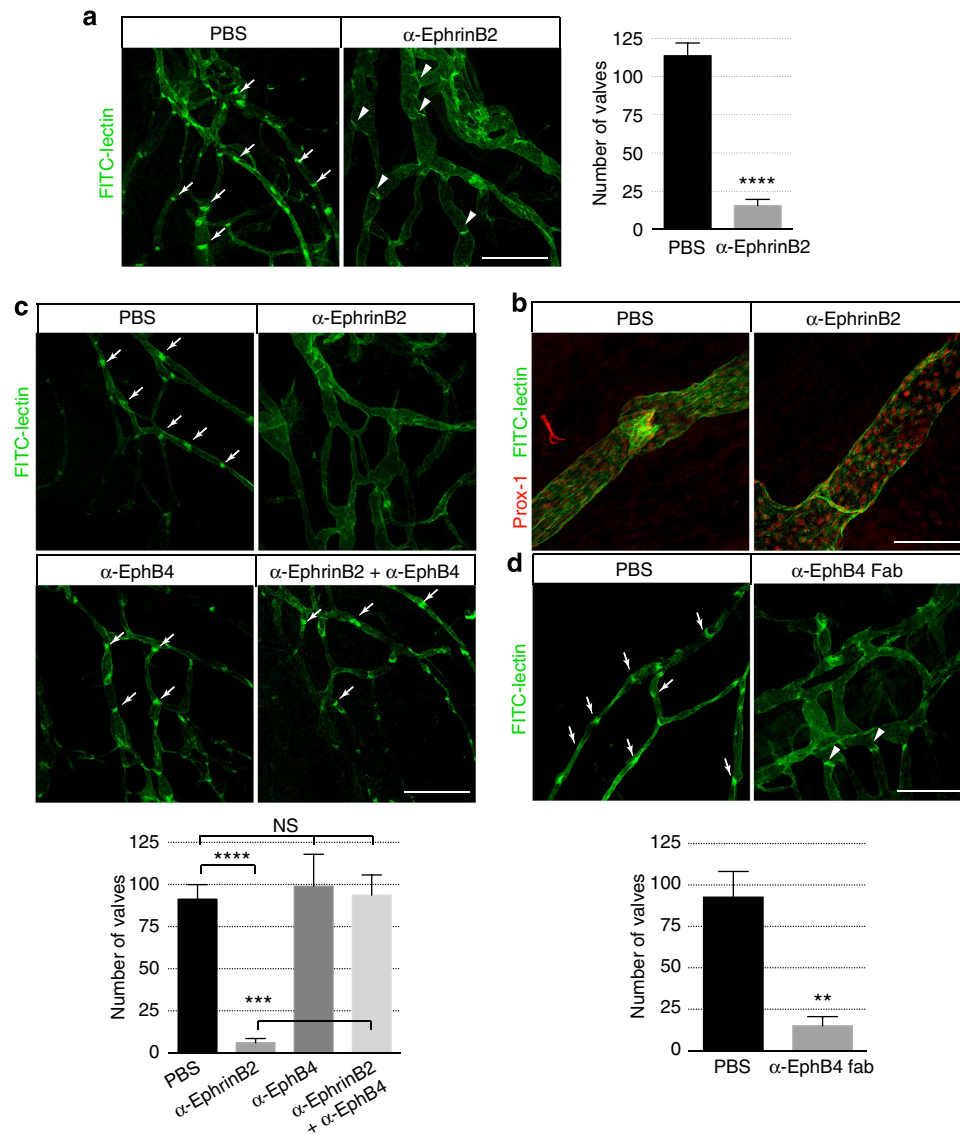 a
PBS
α-EphrinB2
FITC-lectin
Number of valves
125
100
75
50
25
0
****
PBS
α-EphrinB2
c
PBS
α-EphrinB2
FITC-lectin
α-EphB4
α-EphrinB2 + α-EphB4
Number of valves
125
100
75
50
25
0
NS
****
***
PBS
α-EphrinB2
α-EphB4
α-EphrinB2
+ α-EphB4
b
PBS
α-EphrinB2
Prox-1 FITC-lectin
d
PBS
α-EphB4 Fab
FITC-lectin
Number of valves
125
100
75
50
25
0
**
PBS
α-EphB4 fab